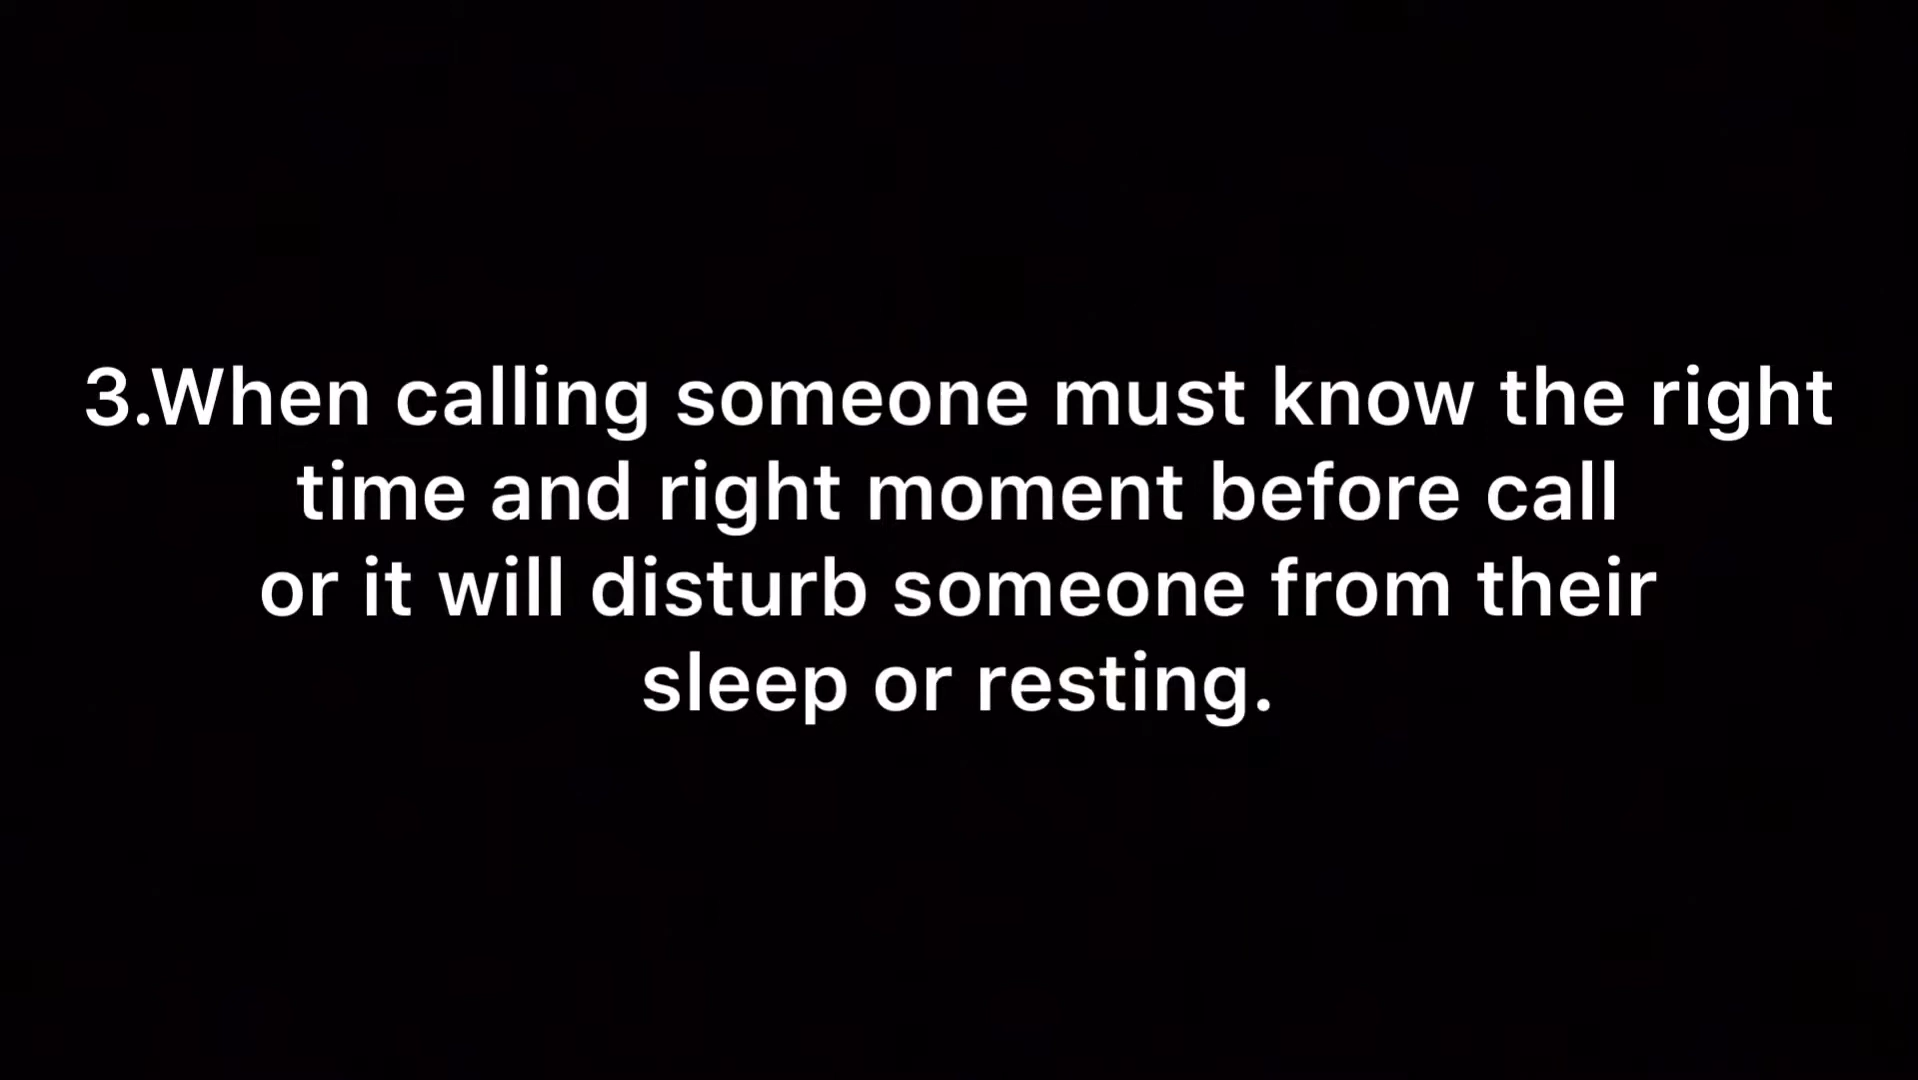 3.When calling someone must know the right
time and right moment before call
or it will disturb someone from their
sleep or resting.